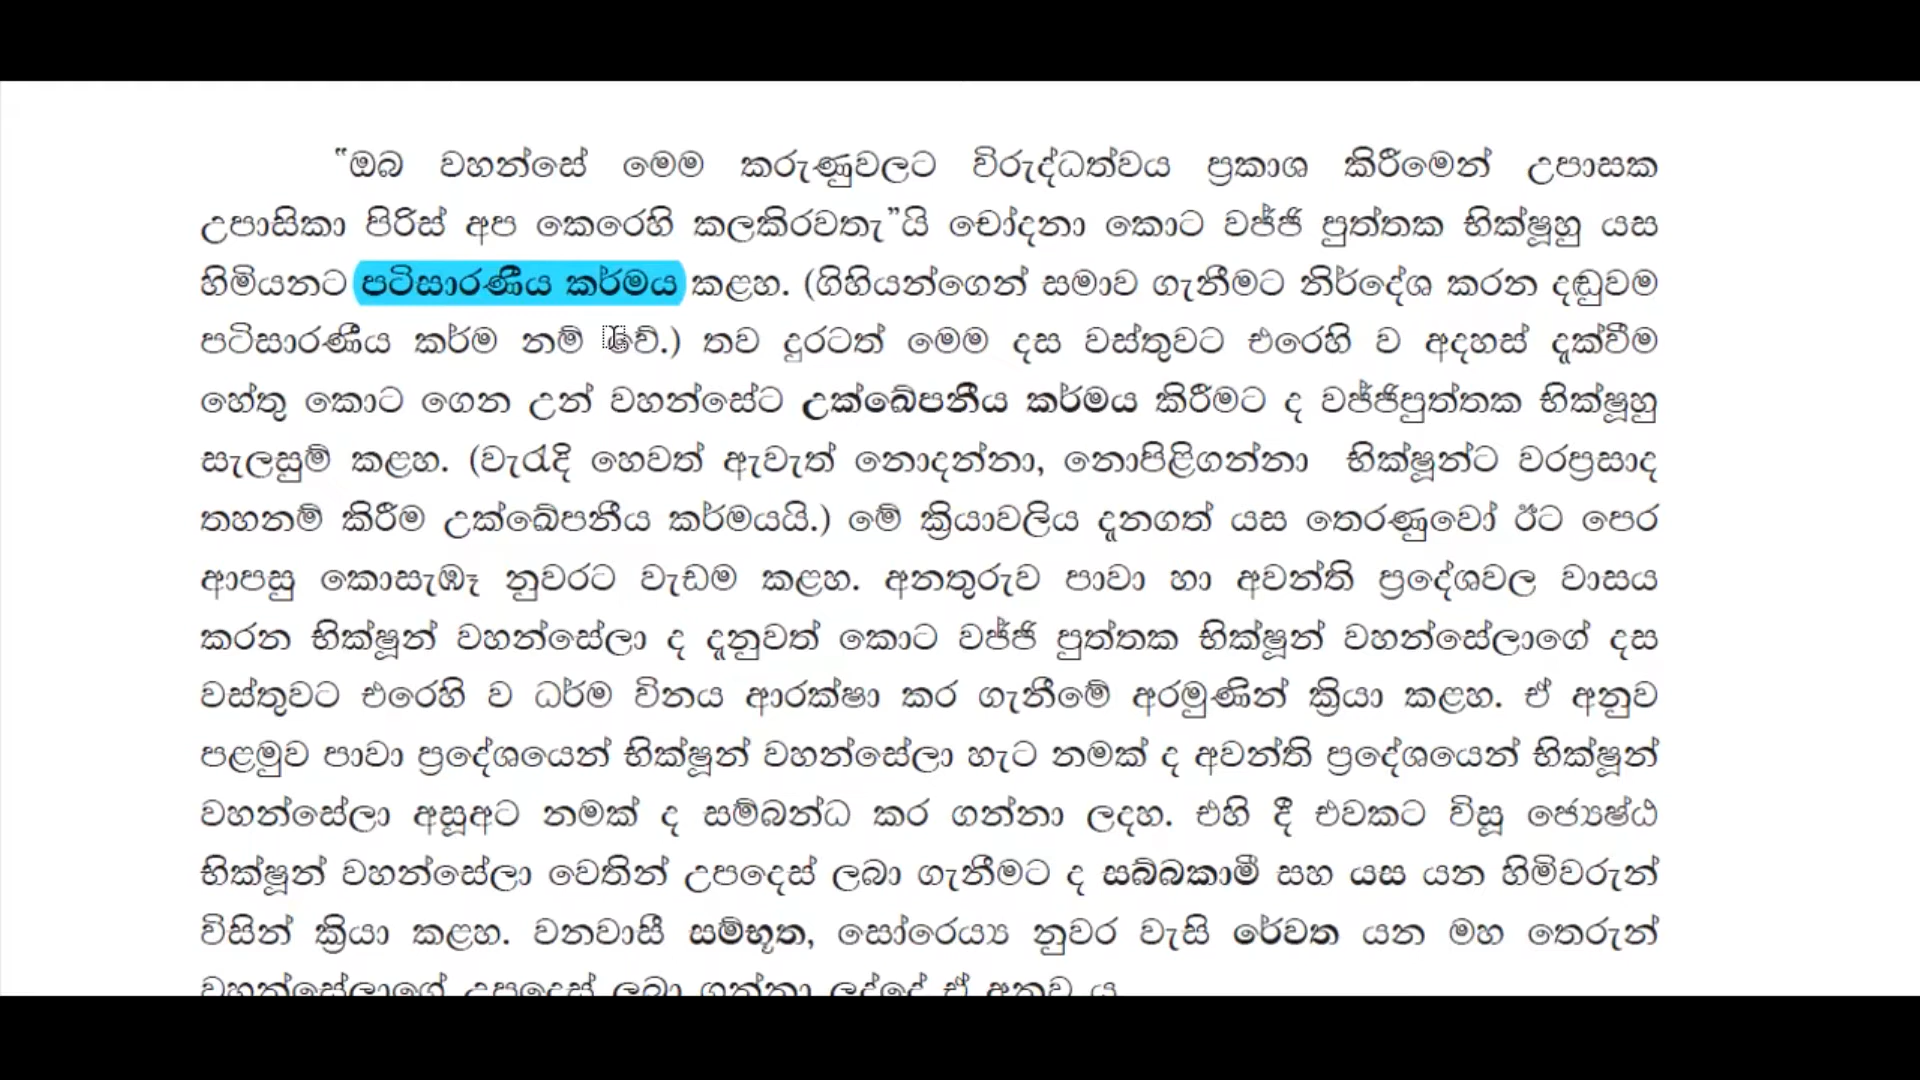 “ඔබ වහන්සේ මෙම කරුණුවලට විරුද්ධත්වය ප්‍රකාශ කිරීමෙන් උපාසක
උපාසිකා පිරිස් අප කෙරෙහි කලකිරවතැ”යි චෝදනා කොට වජ්ජි පුත්තක භික්ෂූහු යස
හිමියනට පටිසාරණීය කර්මය කළහ. (ගිහියන්ගෙන් සමාව ගැනීමට නිර්දේශ කරන දඬුවම
පටිසාරණීය කර්ම නම් වේ.) තව දුරටත් මෙම දස වස්තුවට එරෙහි ව අදහස් දැක්වීම
හේතු කොට ගෙන උන් වහන්සේට උක්ඛේපනීය කර්මය කිරීමට ද වජ්ජිපුත්තක භික්ෂූහු
සැලසුම් කළහ. (වැරැදි හෙවත් ඇවැත් නොදන්නා, නොපිළිගන්නා භික්ෂූන්ට වරප්‍රසාද
තහනම් කිරීම උක්ඛේපනීය කර්මයයි.) මේ ක්‍රියාවලිය දැනගත් යස තෙරණුවෝ ඊට පෙර
ආපසු කොසැඹෑ නුවරට වැඩම කළහ. අනතුරුව පාවා හා අවන්ති ප්‍රදේශවල වාසය
කරන භික්ෂූන් වහන්සේලා ද දැනුවත් කොට වජ්ජි පුත්තක භික්ෂූන් වහන්සේලාගේ දස
වස්තුවට එරෙහි ව ධර්ම විනය ආරක්ෂා කර ගැනීමේ අරමුණින් ක්‍රියා කළහ. ඒ අනුව
පළමුව පාවා ප්‍රදේශයෙන් භික්ෂූන් වහන්සේලා හැට නමක් ද අවන්ති ප්‍රදේශයෙන් භික්ෂූන්
වහන්සේලා අසූඅට නමක් ද සම්බන්ධ කර ගන්නා ලදහ. එහි දී එවකට විසූ ජ්‍යෙෂ්ඨ
භික්ෂූන් වහන්සේලා වෙතින් උපදෙස් ලබා ගැනීමට ද සබ්බකාමී සහ යස යන හිමිවරුන්
විසින් ක්‍රියා කළහ. වනවාසී සම්භූත, සෝරෙය්‍ය නුවර වැසි රේවත යන මහ තෙරුන්
වහන්සේලාගේ උපදෙස් ලබා ගන්නා ලද්දේ ඒ අනුව ය